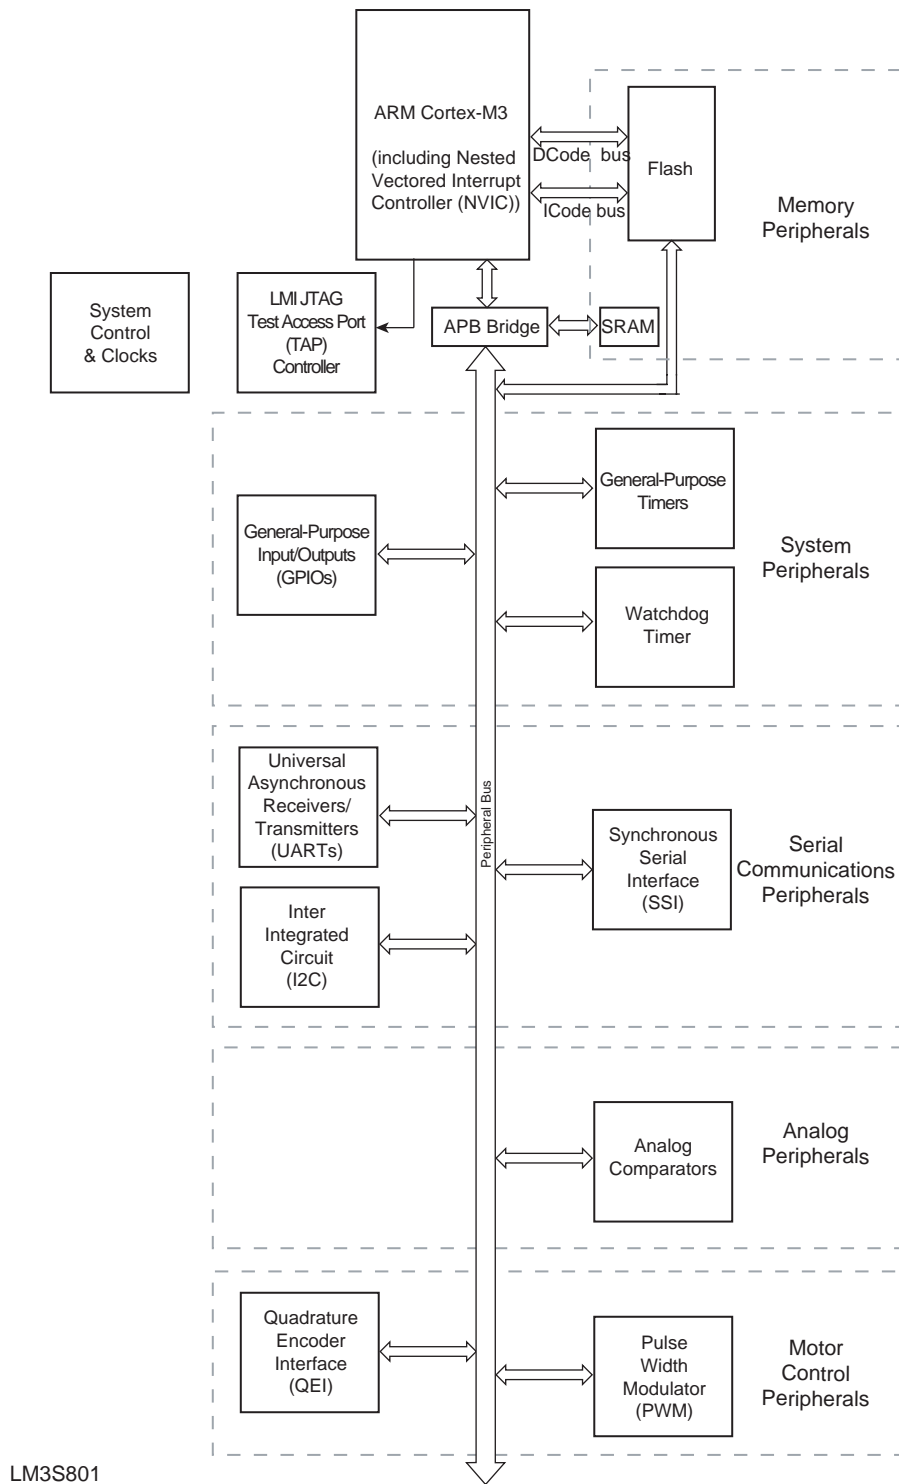 ARM Cortex-M3
(including Nested
Vectored Interrupt
Controller (NVIC))
DCode bus
ICode bus
Flash
Memory
Peripherals
System
Control
& Clocks
LMI JTAG
Test Access Port
(TAP)
Controller
APB Bridge
SRAM
General-Purpose
Timers
General-Purpose
Input/Outputs
(GPIOs)
System
Peripherals
Watchdog
Timer
Universal
Asynchronous
Receivers/
Transmitters
(UARTs)
Peripheral Bus
Synchronous
Serial
Interface
(SSI)
Serial
Communications
Peripherals
Inter
Integrated
Circuit
(I2C)
Analog
Comparators
Analog
Peripherals
Quadrature
Encoder
Interface
(QEI)
Pulse
Width
Modulator
(PWM)
Motor
Control
Peripherals
LM3S801